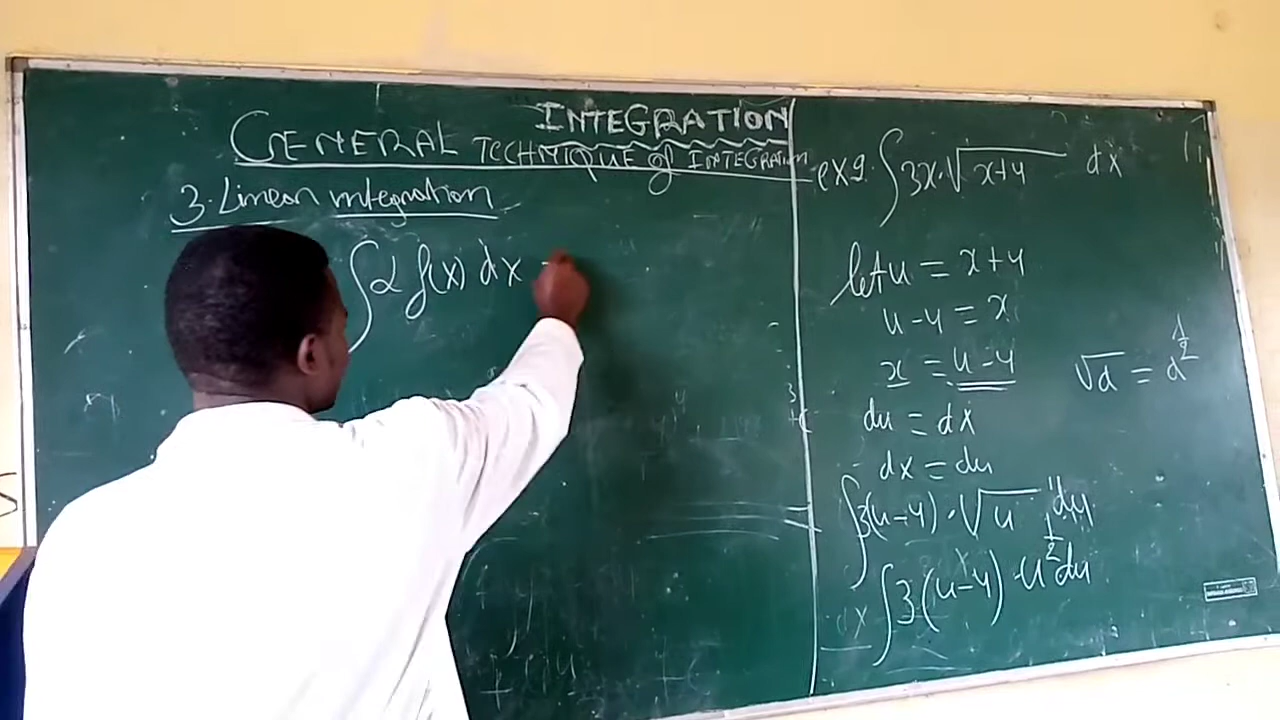 INTEGRATION
GENERAL TECHNIQUE of INTEGRATION
3. Linear integration
∫α f(x) dx
exg. ∫3x·√(x+4) dx
let u = x+4
u-4 = x
x = u-4
√a = a^1/2
du = dx
dx = du
∫3(u-4)·√u du
∫3(u-4)·u^1/2 du